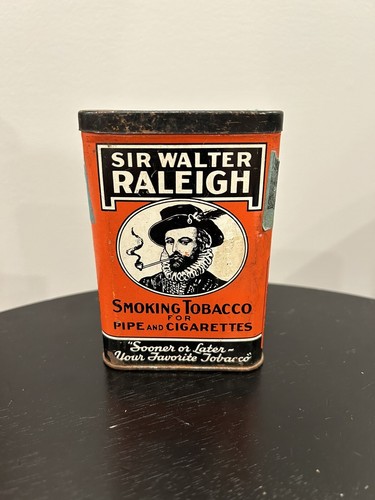 SIR WALTER
RALEIGH
SMOKING TOBACCO
FOR
PIPE AND CIGARETTES
"Sooner or Later-
Your Favorite Tobacco"